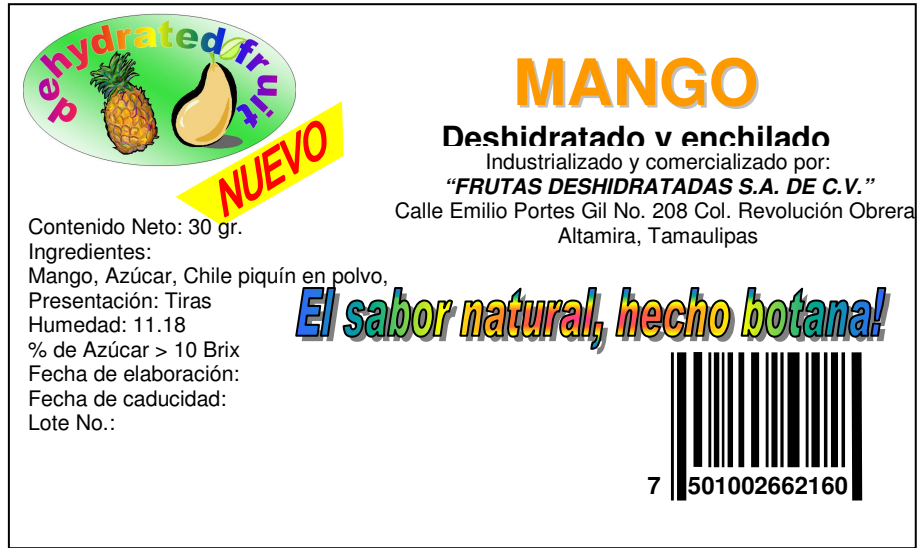 dehydrated fruit
NUEVO
MANGO
Deshidratado y enchilado
Industrializado y comercializado por:
“FRUTAS DESHIDRATADAS S.A. DE C.V.”
Calle Emilio Portes Gil No. 208 Col. Revolución Obrera
Altamira, Tamaulipas
Contenido Neto: 30 gr.
Ingredientes:
Mango, Azúcar, Chile piquín en polvo,
Presentación: Tiras
Humedad: 11.18
% de Azúcar > 10 Brix
Fecha de elaboración:
Fecha de caducidad:
Lote No.:
El sabor natural, hecho botana!
7 501002662160